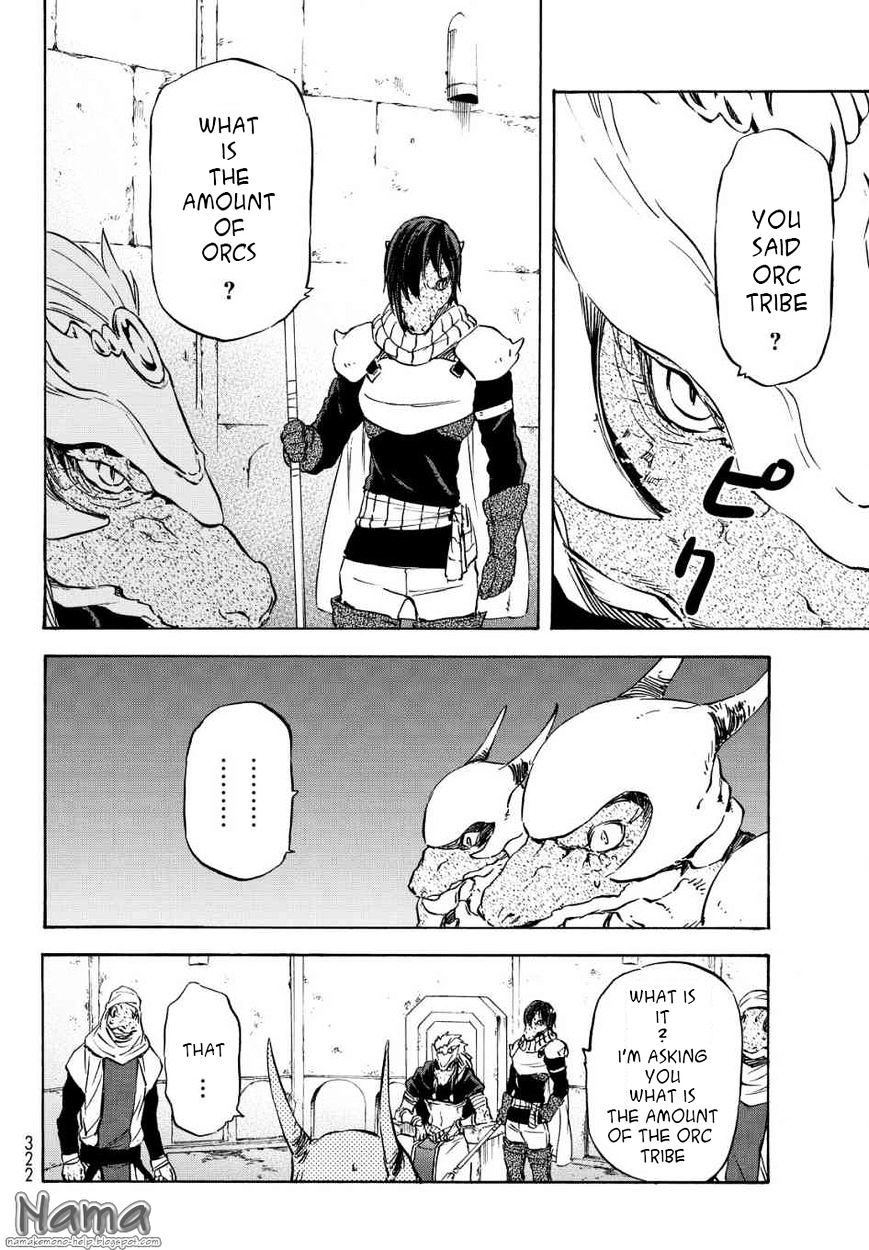 YOU
SAID
ORC
TRIBE
?
ピク
WHAT
IS
THE
AMOUNT
OF
ORCS
?
.........
WHAT IS
IT
?
I'M ASKING
YOU
WHAT IS
THE AMOUNT
OF THE ORC
TRIBE
THAT
...
322
Nama
namakemono-help.blogspot.com